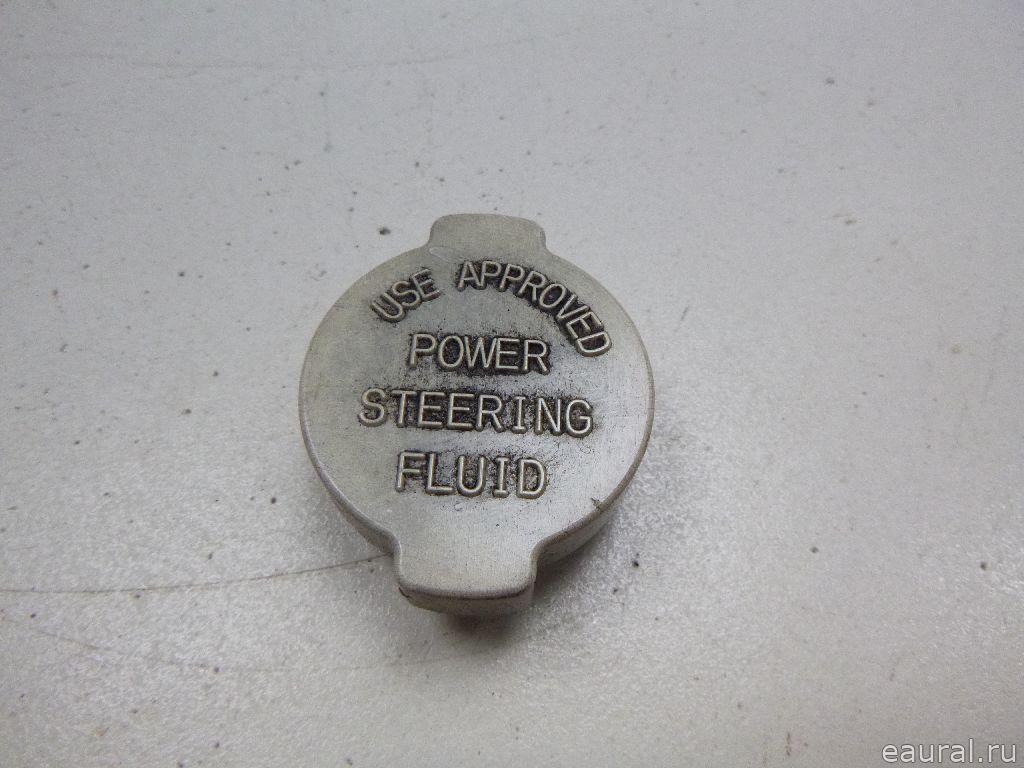 USE APPROVED
POWER
STEERING
FLUID
eaural.ru